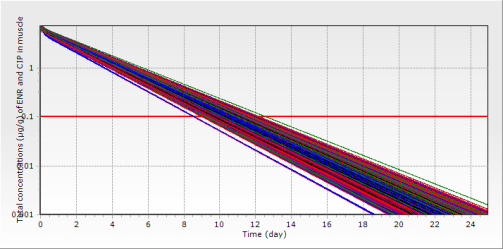 Total concentrations (µg/g) of ENR and CIP in muscle
1
0.1
0.01
0.001
0 2 4 6 8 10 12 14 16 18 20 22 24
Time (day)